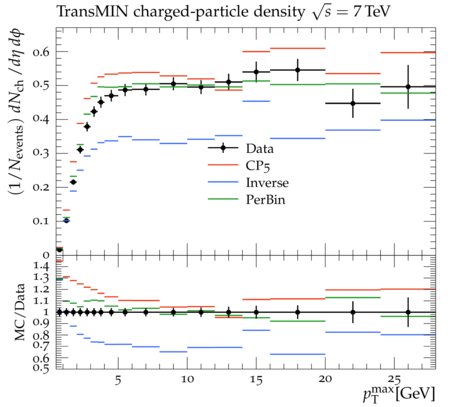 TransMIN charged-particle density √s = 7 TeV
(1/N_events) dN_ch/dη dφ
0.6
0.5
0.4
0.3
0.2
0.1
0
Data
CP5
Inverse
PerBin
MC/Data
1.4
1.3
1.2
1.1
1
0.9
0.8
0.7
0.6
0.5
5 10 15 20 25
p_T^max[GeV]